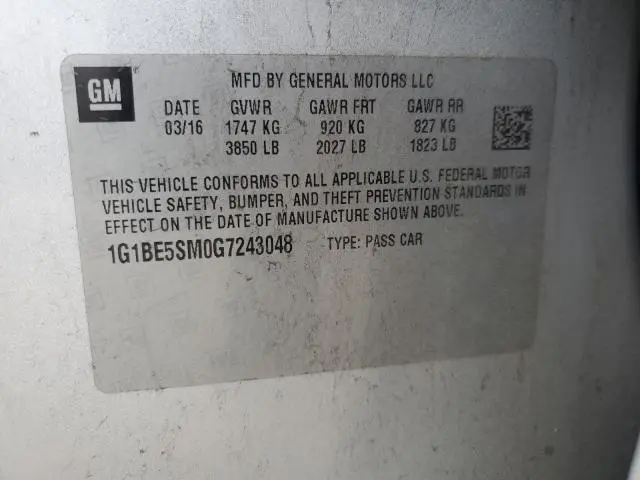 GM
MFD BY GENERAL MOTORS LLC
DATE GVWR GAWR FRT GAWR RR
03/16 1747 KG 920 KG 827 KG
3850 LB 2027 LB 1823 LB
THIS VEHICLE CONFORMS TO ALL APPLICABLE U.S. FEDERAL MOTOR
VEHICLE SAFETY, BUMPER, AND THEFT PREVENTION STANDARDS IN
EFFECT ON THE DATE OF MANUFACTURE SHOWN ABOVE.
1G1BE5SM0G7243048 TYPE: PASS CAR